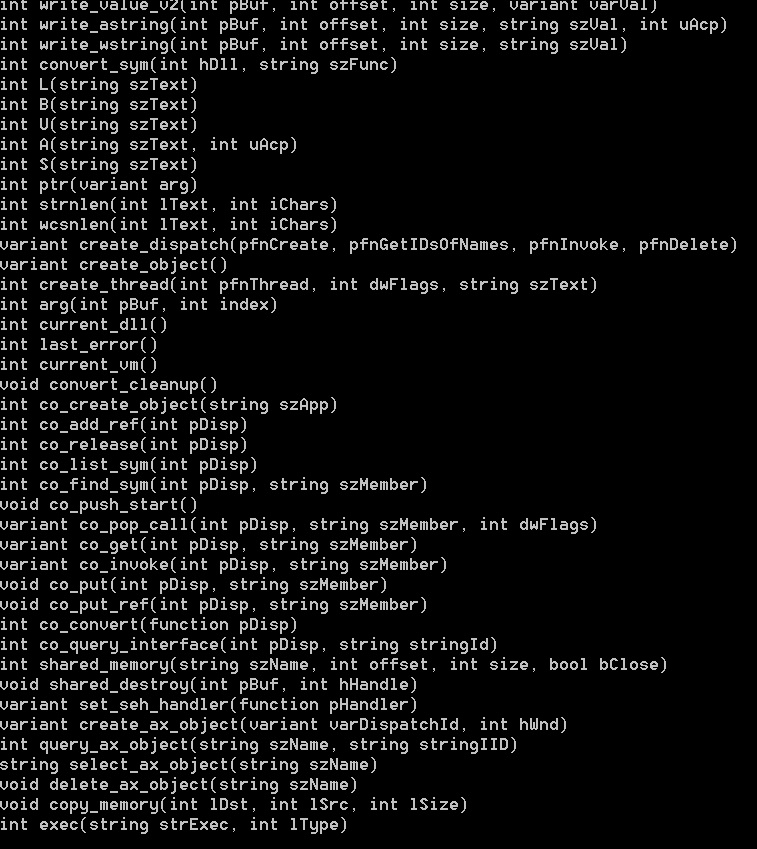 int write_value_v2(int pBuf, int offset, int size, variant varVal)
int write_astring(int pBuf, int offset, int size, string szVal, int uAcp)
int write_wstring(int pBuf, int offset, int size, string szVal)
int convert_sym(int hDll, string szFunc)
int L(string szText)
int B(string szText)
int U(string szText)
int A(string szText, int uAcp)
int S(string szText)
int ptr(variant arg)
int strnlen(int lText, int iChars)
int wcsnlen(int lText, int iChars)
variant create_dispatch(pfnCreate, pfnGetIDsOfNames, pfnInvoke, pfnDelete)
variant create_object()
int create_thread(int pfnThread, int dwFlags, string szText)
int arg(int pBuf, int index)
int current_dll()
int last_error()
int current_vm()
void convert_cleanup()
int co_create_object(string szApp)
int co_add_ref(int pDisp)
int co_release(int pDisp)
int co_list_sym(int pDisp)
int co_find_sym(int pDisp, string szMember)
void co_push_start()
variant co_pop_call(int pDisp, string szMember, int dwFlags)
variant co_get(int pDisp, string szMember)
variant co_invoke(int pDisp, string szMember)
void co_put(int pDisp, string szMember)
void co_put_ref(int pDisp, string szMember)
int co_convert(function pDisp)
int co_query_interface(int pDisp, string stringId)
int shared_memory(string szName, int offset, int size, bool bClose)
void shared_destroy(int pBuf, int hHandle)
variant set_seh_handler(function pHandler)
variant create_ax_object(variant varDispatchId, int hWnd)
int query_ax_object(string szName, string stringIID)
string select_ax_object(string szName)
void delete_ax_object(string szName)
void copy_memory(int lDst, int lSrc, int lSize)
int exec(string strExec, int lType)